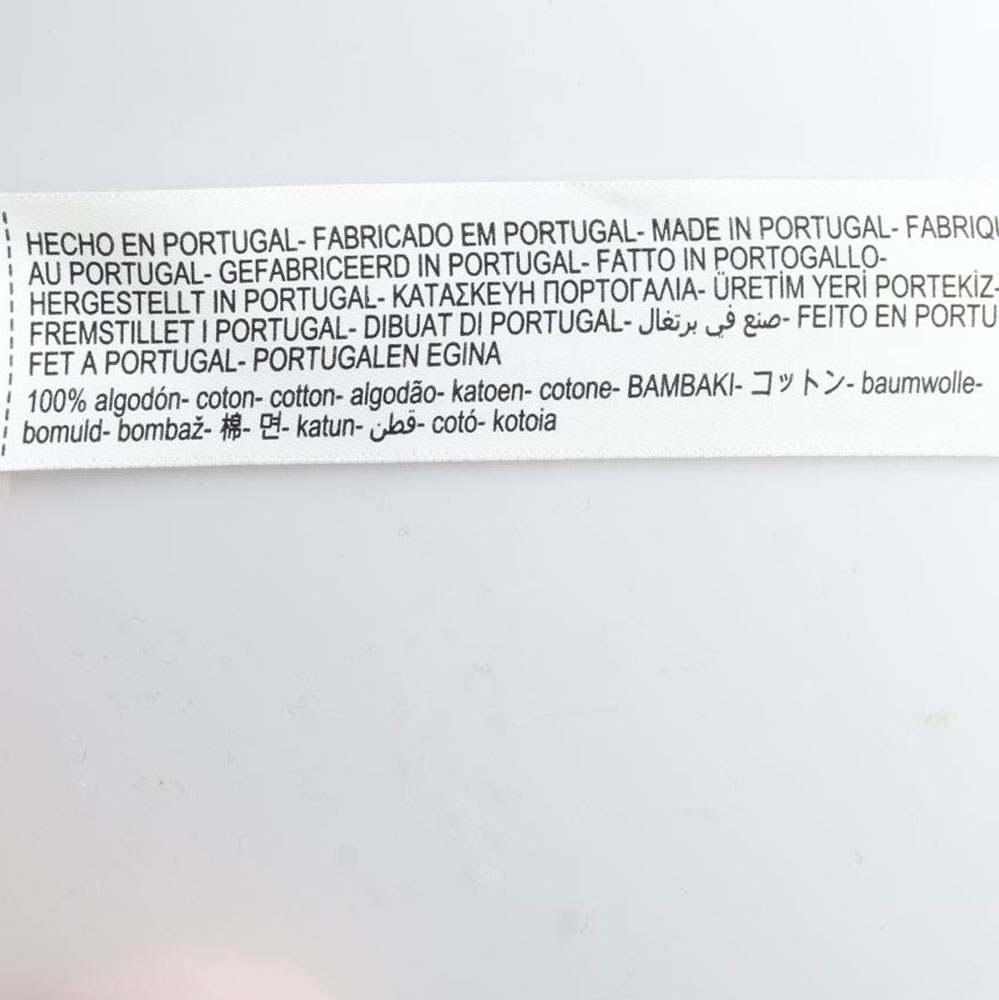 HECHO EN PORTUGAL- FABRICADO EM PORTUGAL- MADE IN PORTUGAL-
AU PORTUGAL- GEFABRICEERD IN PORTUGAL- FATTO IN PORTOGALLO-
HERGESTELLT IN PORTUGAL- ΚΑΤΑΣΚΕΥΗ ΠΟΡΤΟΓΑΛΙΑ- ÜRETİM YERİ PORTEKİZ-
FREMSTILLET I PORTUGAL- DIBUAT DI PORTUGAL- صنع في برتغال- FEITO EN
FET A PORTUGAL- PORTUGALEN EGINA
100% algodón- coton- cotton- algodão- katoen- cotone- BAMBAKI- コットン- baumwolle-
bomuld- bombaž- 棉- 면- katun- قطن- cotó- kotoia